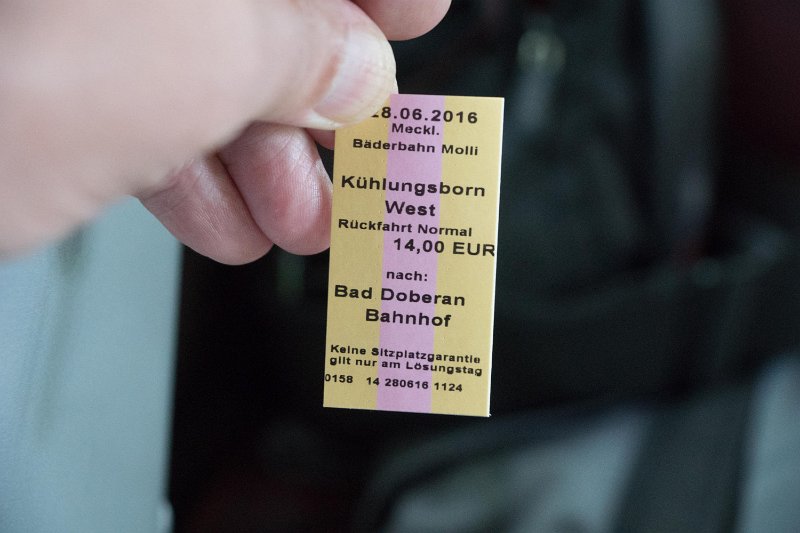 28.06.2016
Meckl.
Bäderbahn Molli
Kühlungsborn
West
Rückfahrt Normal
14,00 EUR
nach:
Bad Doberan
Bahnhof
Keine Sitzplatzgarantie
gilt nur am Lösungstag
0158 14 280616 1124